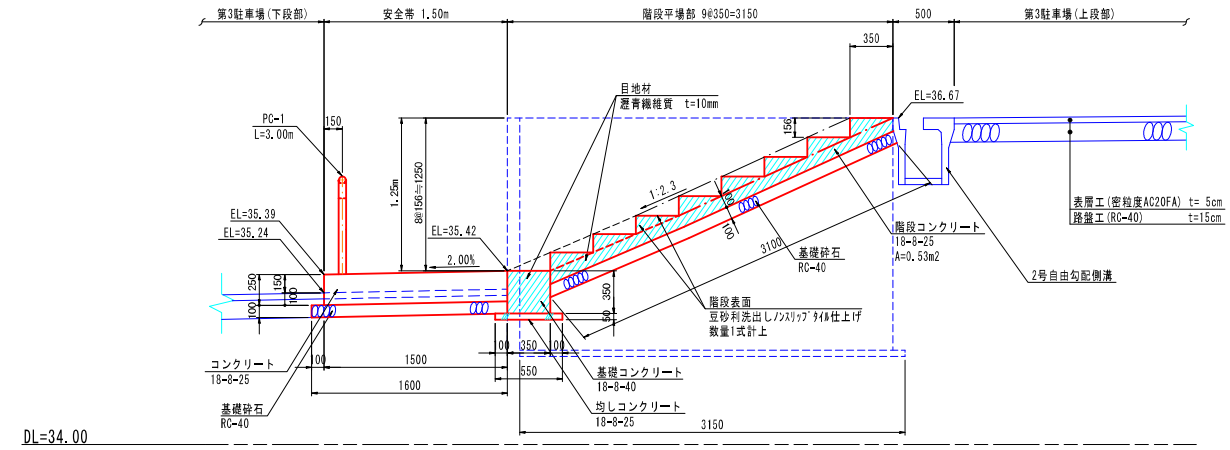 第3駐車場(下段部)
安全帯 1.50m
階段平場部 9@350=3150
500
第3駐車場(上段部)
350
EL=36.67
目地材
瀝青繊維質 t=10mm
PC-1
L=3.00m
150
156
1.25m
8@156≒1250
1:2.3
表層工(密粒度AC20FA) t= 5cm
路盤工(RC-40) t=15cm
EL=35.39
EL=35.24
EL=35.42
2.00%
100
100
階段コンクリート
18-8-25
A=0.53m2
3100
基礎砕石
RC-40
2号自由勾配側溝
250
150
100
100
350
50
階段表面
豆砂利洗出しノンスリップタイル仕上げ
数量1式計上
100
1500
100
350
100
コンクリート
18-8-25
1600
550
基礎コンクリート
18-8-40
基礎砕石
RC-40
均しコンクリート
18-8-25
3150
DL=34.00